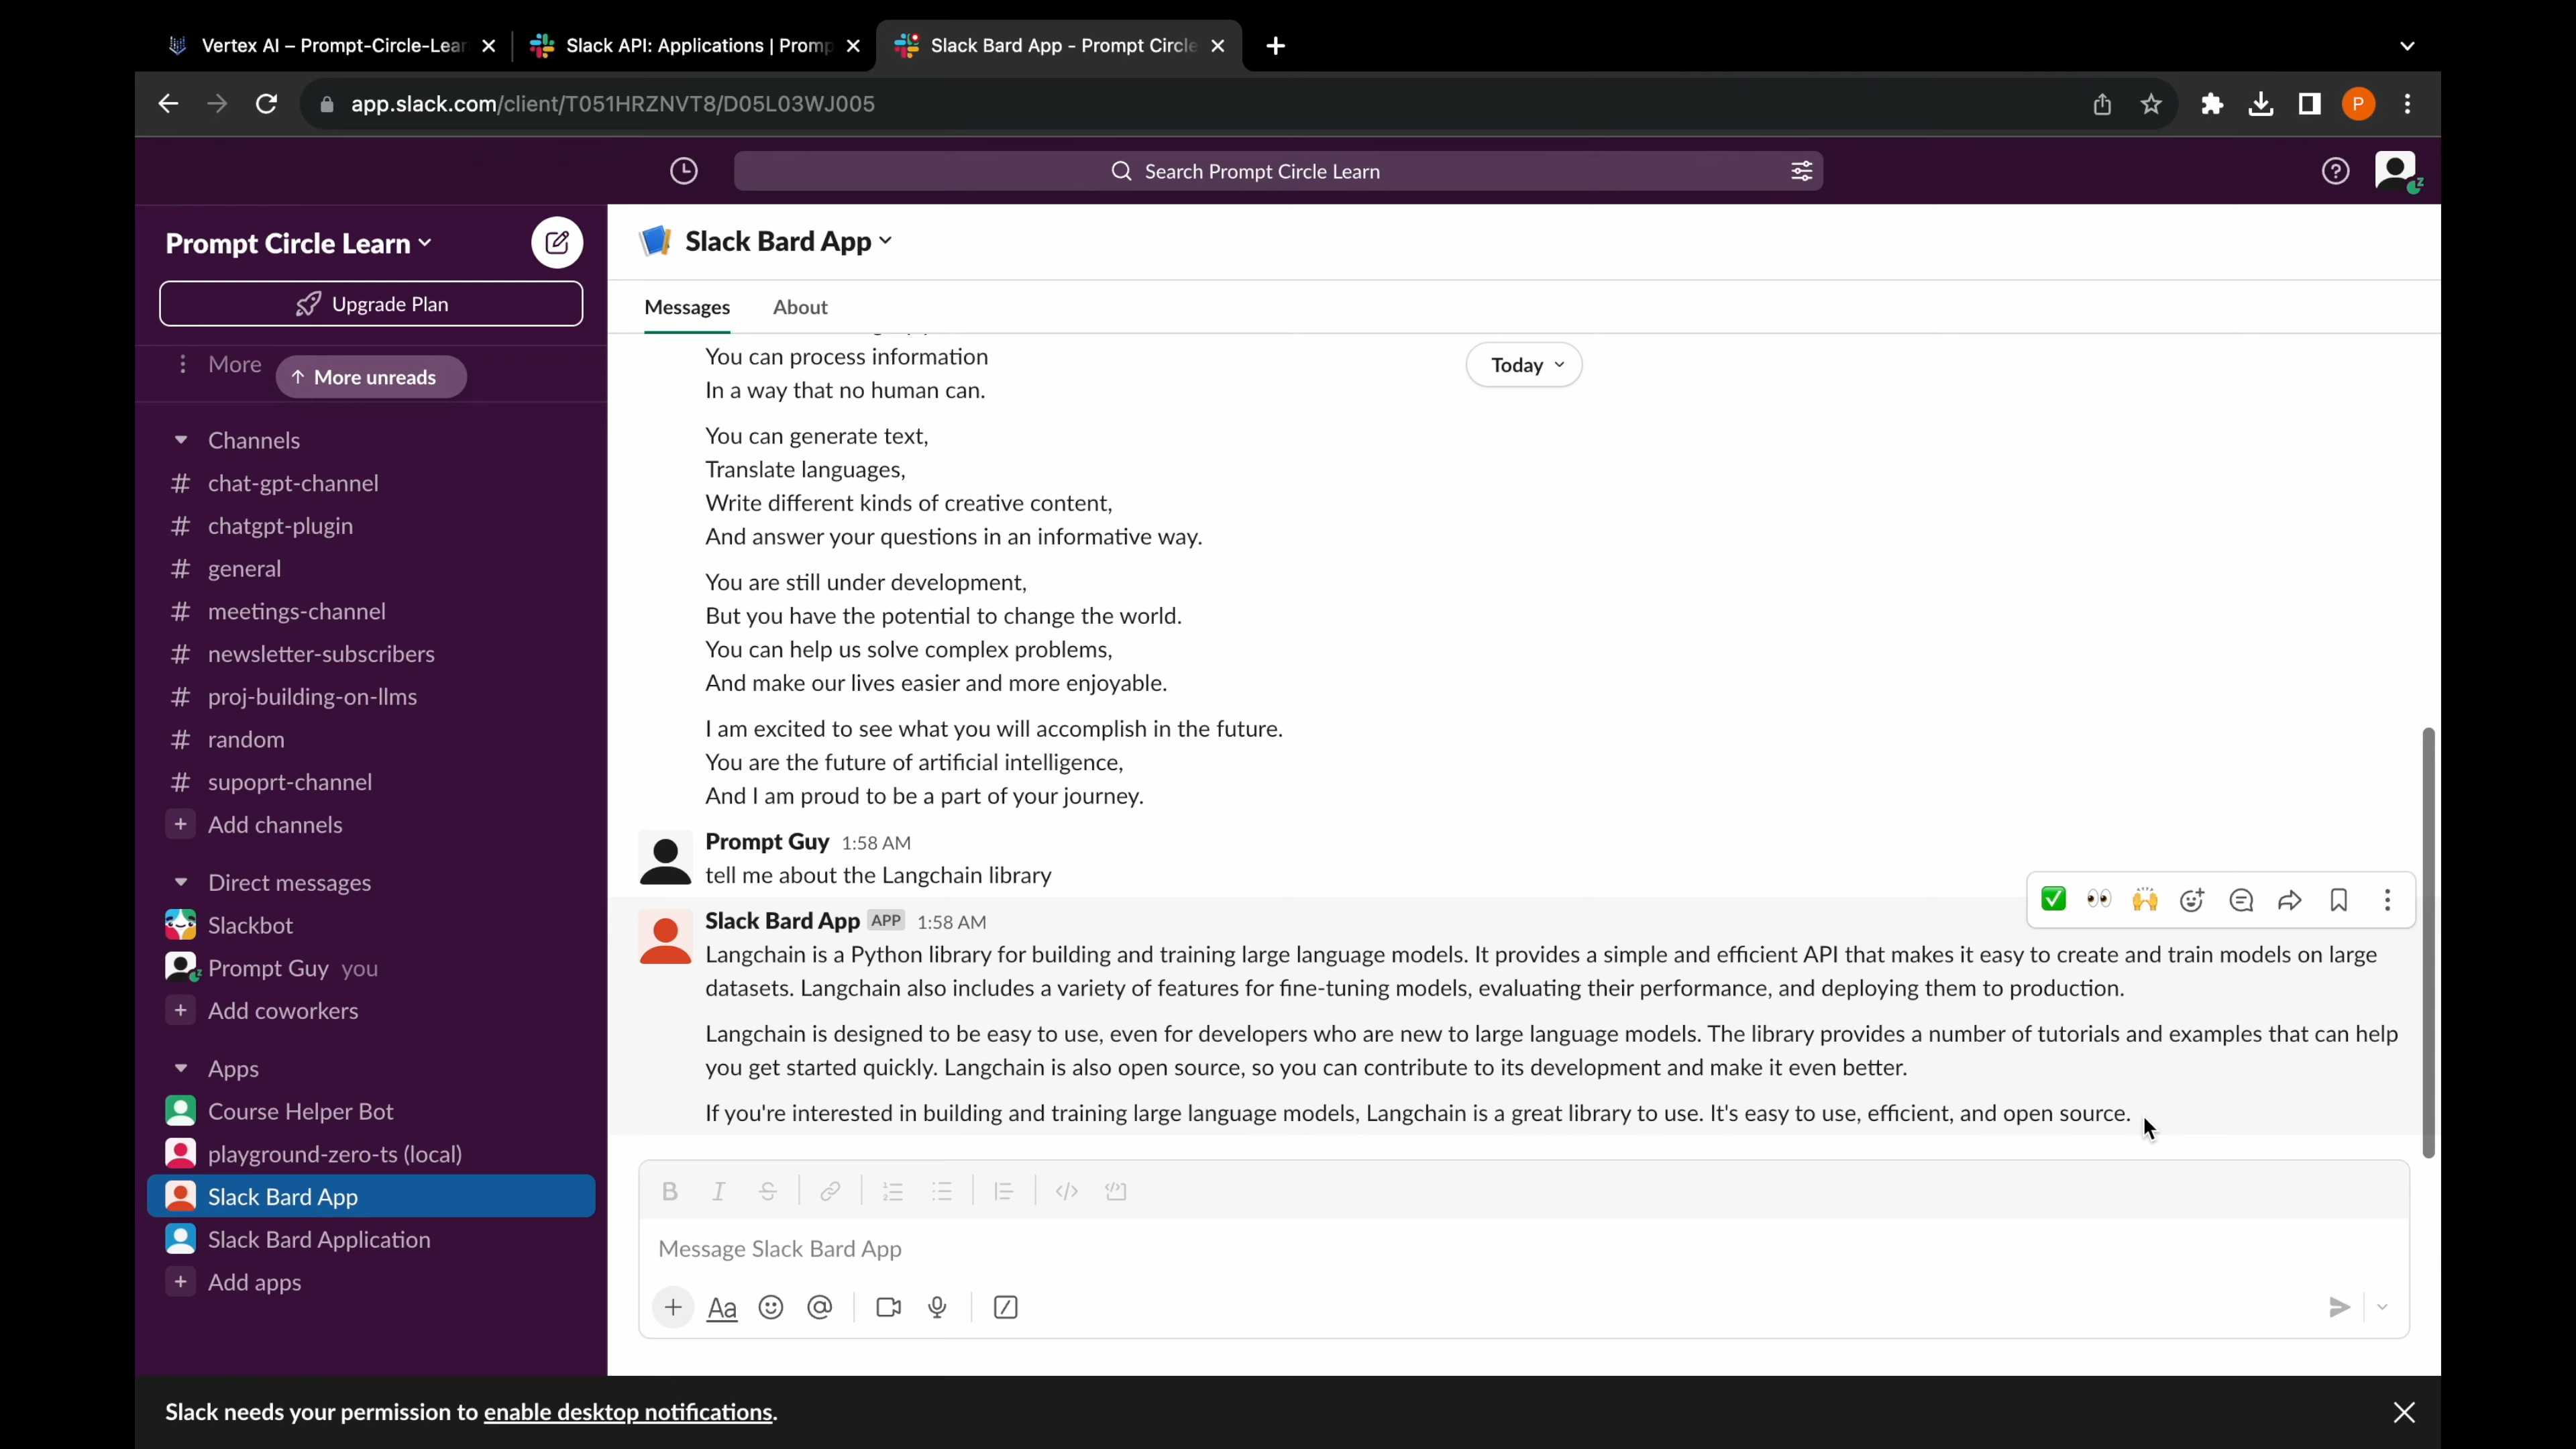 Vertex AI – Prompt-Circle-Lear
Slack API: Applications | Promp
Slack Bard App - Prompt Circle
app.slack.com/client/T051HRZNVT8/D05L03WJ005
P
Search Prompt Circle Learn
Prompt Circle Learn
Upgrade Plan
More
↑ More unreads
Channels
# chat-gpt-channel
# chatgpt-plugin
# general
# meetings-channel
# newsletter-subscribers
# proj-building-on-llms
# random
# supoprt-channel
+ Add channels
Direct messages
Slackbot
Prompt Guy you
+ Add coworkers
Apps
Course Helper Bot
playground-zero-ts (local)
Slack Bard App
Slack Bard Application
+ Add apps
Slack Bard App
Messages About
Today
You can process information
In a way that no human can.
You can generate text,
Translate languages,
Write different kinds of creative content,
And answer your questions in an informative way.
You are still under development,
But you have the potential to change the world.
You can help us solve complex problems,
And make our lives easier and more enjoyable.
I am excited to see what you will accomplish in the future.
You are the future of artificial intelligence,
And I am proud to be a part of your journey.
Prompt Guy 1:58 AM
tell me about the Langchain library
Slack Bard App APP 1:58 AM
Langchain is a Python library for building and training large language models. It provides a simple and efficient API that makes it easy to create and train models on large
datasets. Langchain also includes a variety of features for fine-tuning models, evaluating their performance, and deploying them to production.
Langchain is designed to be easy to use, even for developers who are new to large language models. The library provides a number of tutorials and examples that can help
you get started quickly. Langchain is also open source, so you can contribute to its development and make it even better.
If you're interested in building and training large language models, Langchain is a great library to use. It's easy to use, efficient, and open source.
B I S
Message Slack Bard App
+ Aa @
Slack needs your permission to enable desktop notifications.